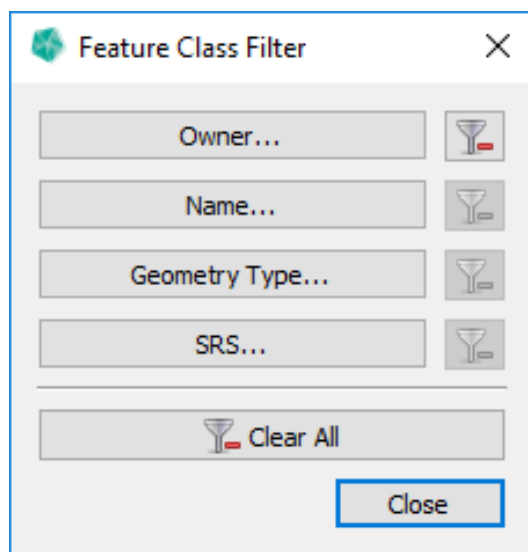 Feature Class Filter
Owner...
Name...
Geometry Type...
SRS...
Clear All
Close